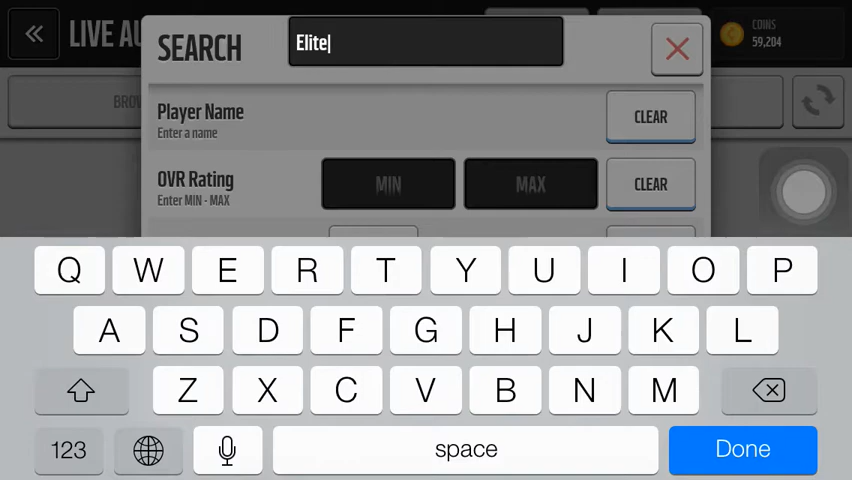 LIVE AU
COINS
59,204
SEARCH
Elite
BRO
Player Name
Enter a name
CLEAR
OVR Rating
Enter MIN - MAX
MIN
MAX
CLEAR
Q W E R T Y U I O P
A S D F G H J K L
Z X C V B N M
123
space
Done